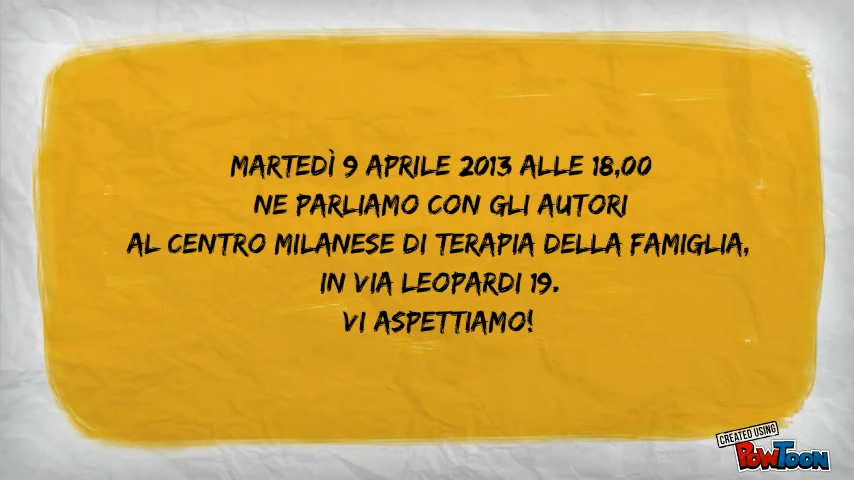 MARTEDÌ 9 APRILE 2013 ALLE 18,00
NE PARLIAMO CON GLI AUTORI
AL CENTRO MILANESE DI TERAPIA DELLA FAMIGLIA,
IN VIA LEOPARDI 19.
VI ASPETTIAMO!
CREATED USING
POWTOON